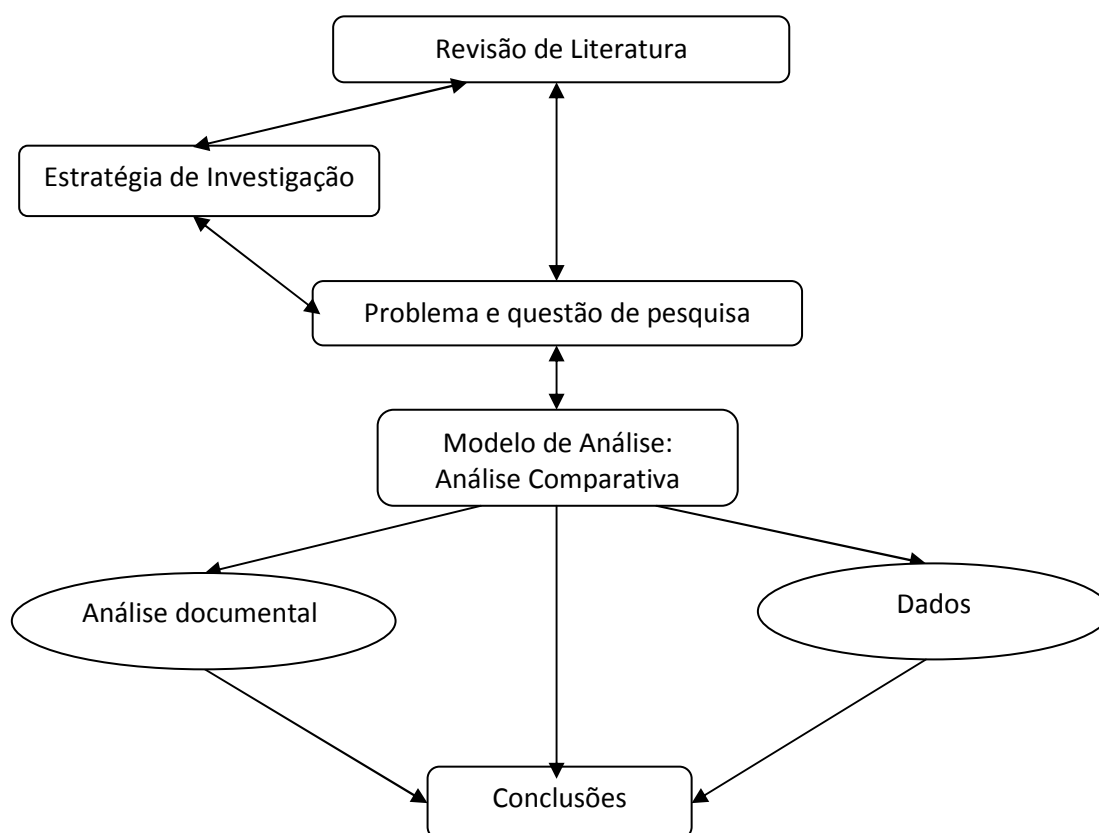 Revisão de Literatura
Estratégia de Investigação
Problema e questão de pesquisa
Modelo de Análise:
Análise Comparativa
Análise documental
Dados
Conclusões